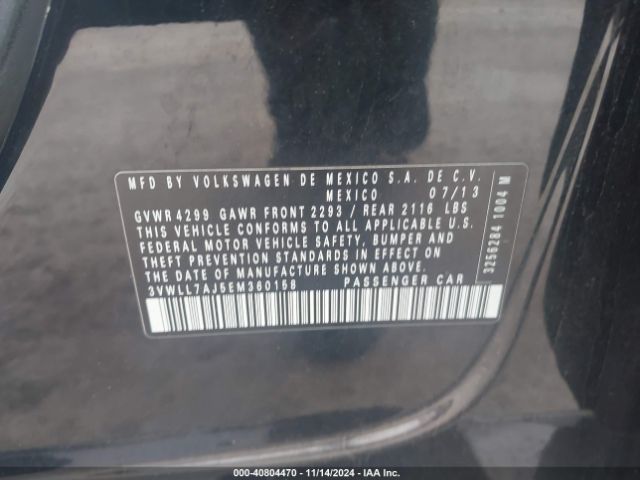 MFD BY VOLKSWAGEN DE MEXICO S.A. DE C.V.
MEXICO 07/13
GVWR 4299 GAWR FRONT 2293 / REAR 2116 LBS
THIS VEHICLE CONFORMS TO ALL APPLICABLE U.S.
FEDERAL MOTOR VEHICLE SAFETY, BUMPER AND
THEFT PREVENTION STANDARDS IN EFFECT ON
THE DATE OF MANUFACTURE SHOWN ABOVE.
3VWLL7AJ5EM360158 PASSENGER CAR
3256284 1004 M
000-40804470 - 11/14/2024 - IAA Inc.